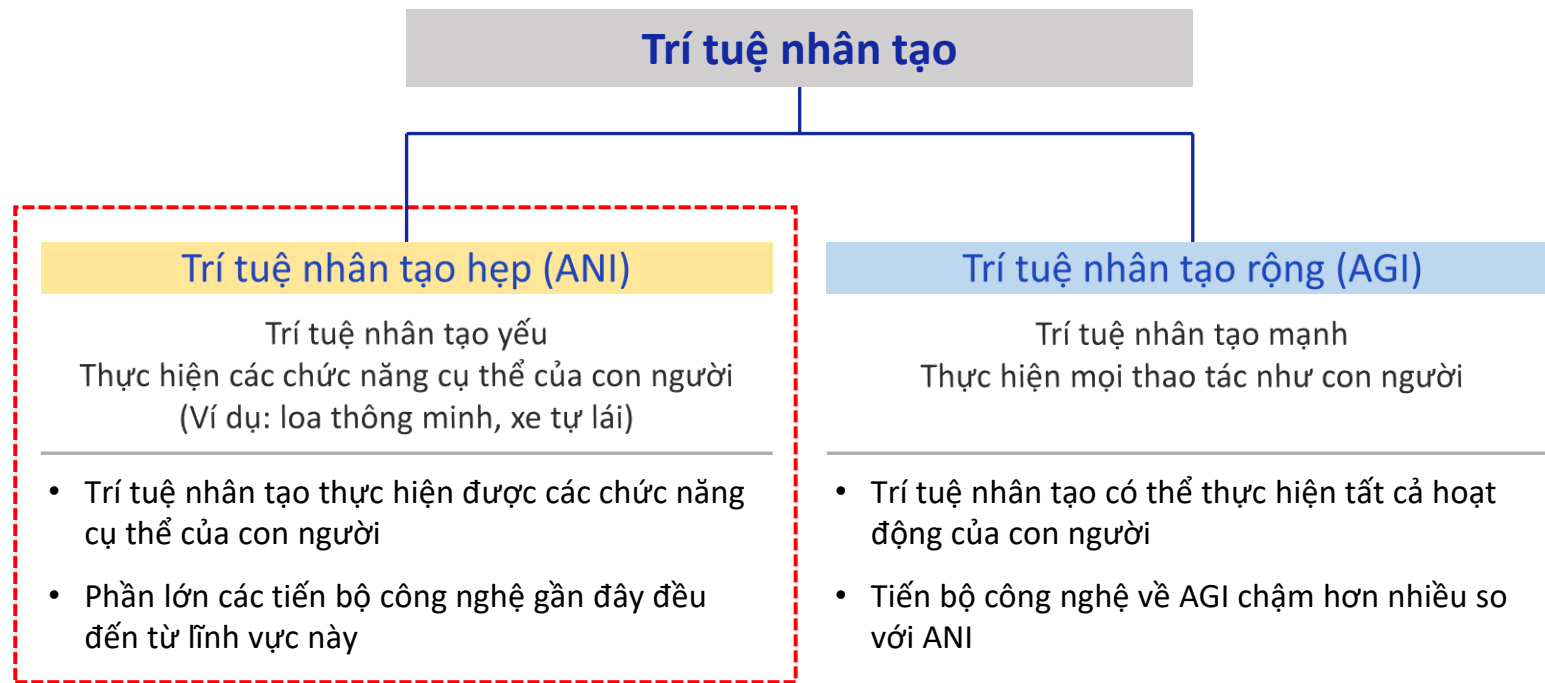 Trí tuệ nhân tạo
Trí tuệ nhân tạo hẹp (ANI)
Trí tuệ nhân tạo yếu
Thực hiện các chức năng cụ thể của con người
(Ví dụ: loa thông minh, xe tự lái)
• Trí tuệ nhân tạo thực hiện được các chức năng
cụ thể của con người
• Phần lớn các tiến bộ công nghệ gần đây đều
đến từ lĩnh vực này
Trí tuệ nhân tạo rộng (AGI)
Trí tuệ nhân tạo mạnh
Thực hiện mọi thao tác như con người
• Trí tuệ nhân tạo có thể thực hiện tất cả hoạt
động của con người
• Tiến bộ công nghệ về AGI chậm hơn nhiều so
với ANI